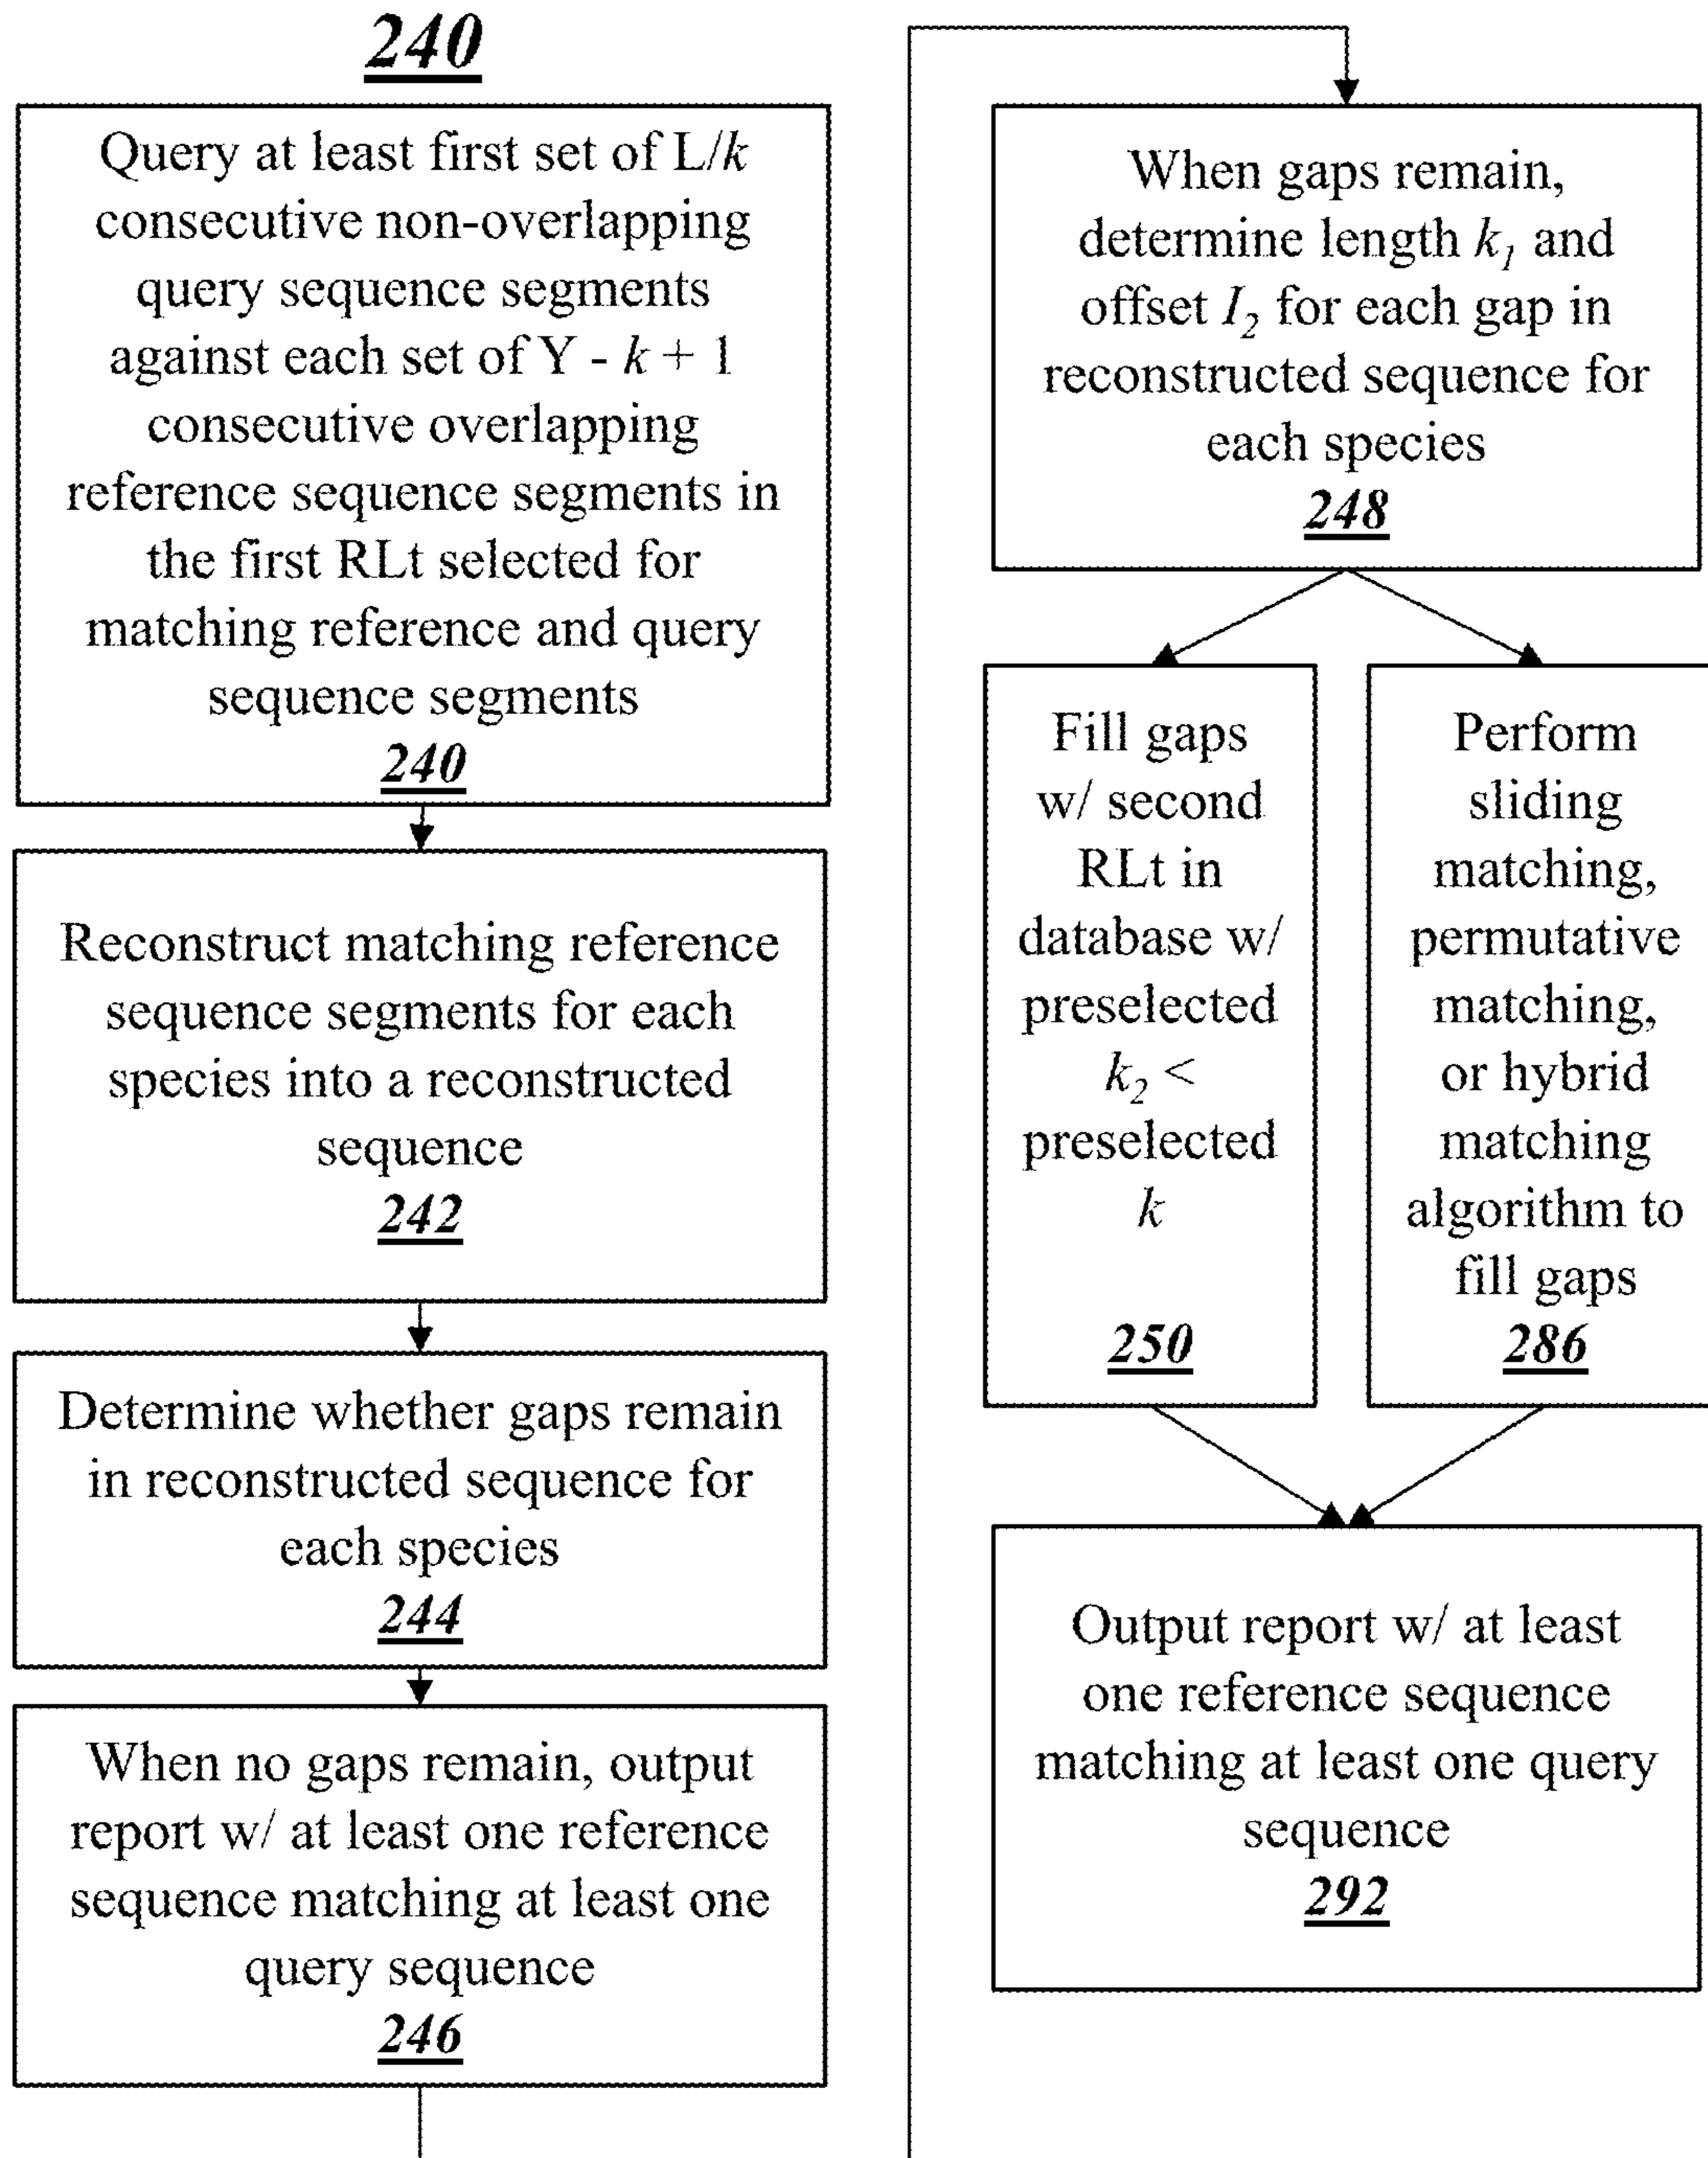 240
Query at least first set of L/k
consecutive non-overlapping
query sequence segments
against each set of Y - k + 1
consecutive overlapping
reference sequence segments in
the first RLt selected for
matching reference and query
sequence segments
240
Reconstruct matching reference
sequence segments for each
species into a reconstructed
sequence
242
Determine whether gaps remain
in reconstructed sequence for
each species
244
When no gaps remain, output
report w/ at least one reference
sequence matching at least one
query sequence
246
When gaps remain,
determine length k₁ and
offset I₂ for each gap in
reconstructed sequence for
each species
248
Fill gaps
w/ second
RLt in
database w/
preselected
k₂ <
preselected
k
250
Perform
sliding
matching,
permutative
matching,
or hybrid
matching
algorithm to
fill gaps
286
Output report w/ at least
one reference sequence
matching at least one query
sequence
292